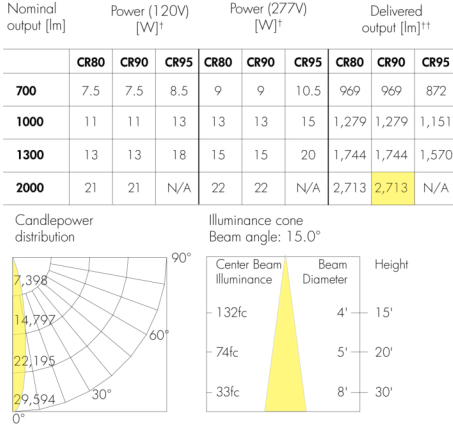 Nominal output [lm] Power (120V) [W]† Power (277V) [W]† Delivered output [lm]††
CR80 CR90 CR95 CR80 CR90 CR95 CR80 CR90 CR95
700 7.5 7.5 8.5 9 9 10.5 969 969 872
1000 11 11 13 13 13 15 1,279 1,279 1,151
1300 13 13 18 15 15 20 1,744 1,744 1,570
2000 21 21 N/A 22 22 N/A 2,713 2,713 N/A
Candlepower
distribution
90°
7,398
14,797
60°
22,195
30°
29,594
0°
Illuminance cone
Beam angle: 15.0°
Center Beam Illuminance Beam Diameter Height
132fc 4' 15'
74fc 5' 20'
33fc 8' 30'